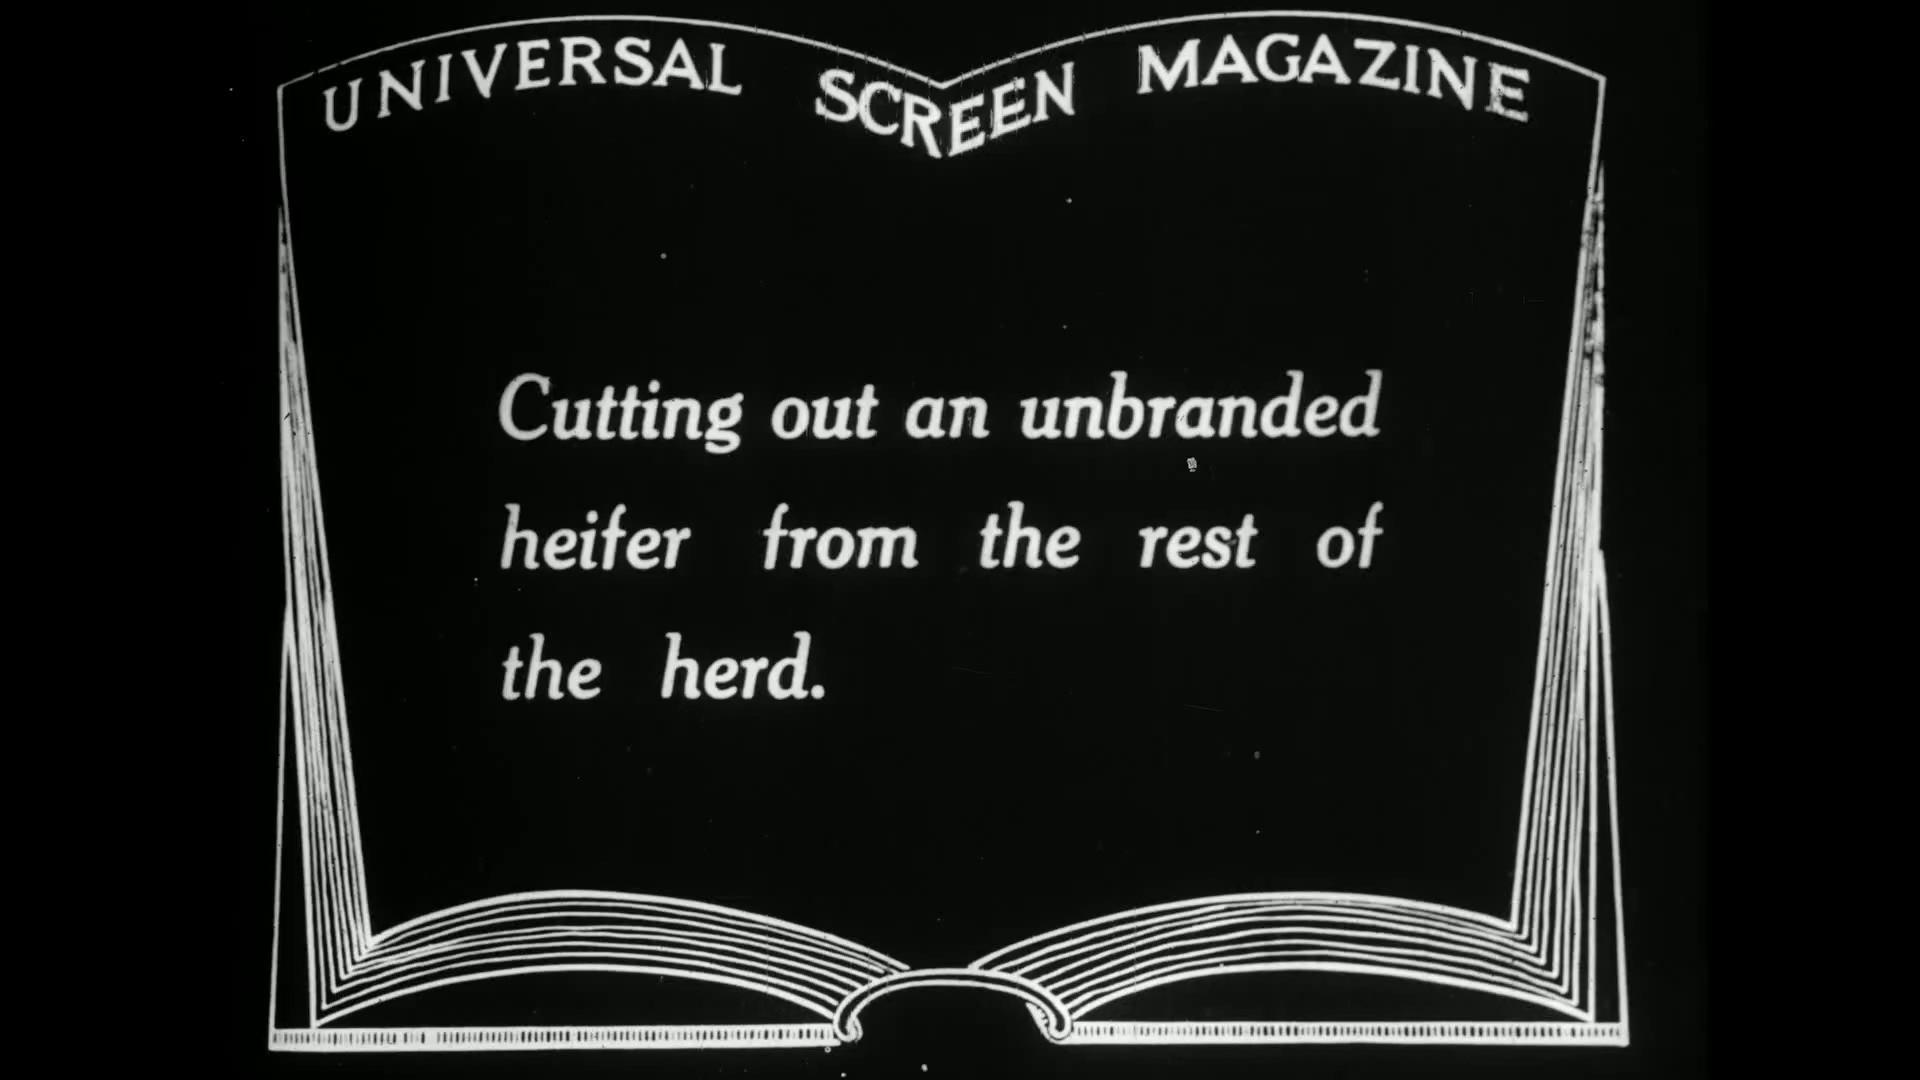 UNIVERSAL SCREEN MAGAZINE
Cutting out an unbranded
heifer from the rest of
the herd.